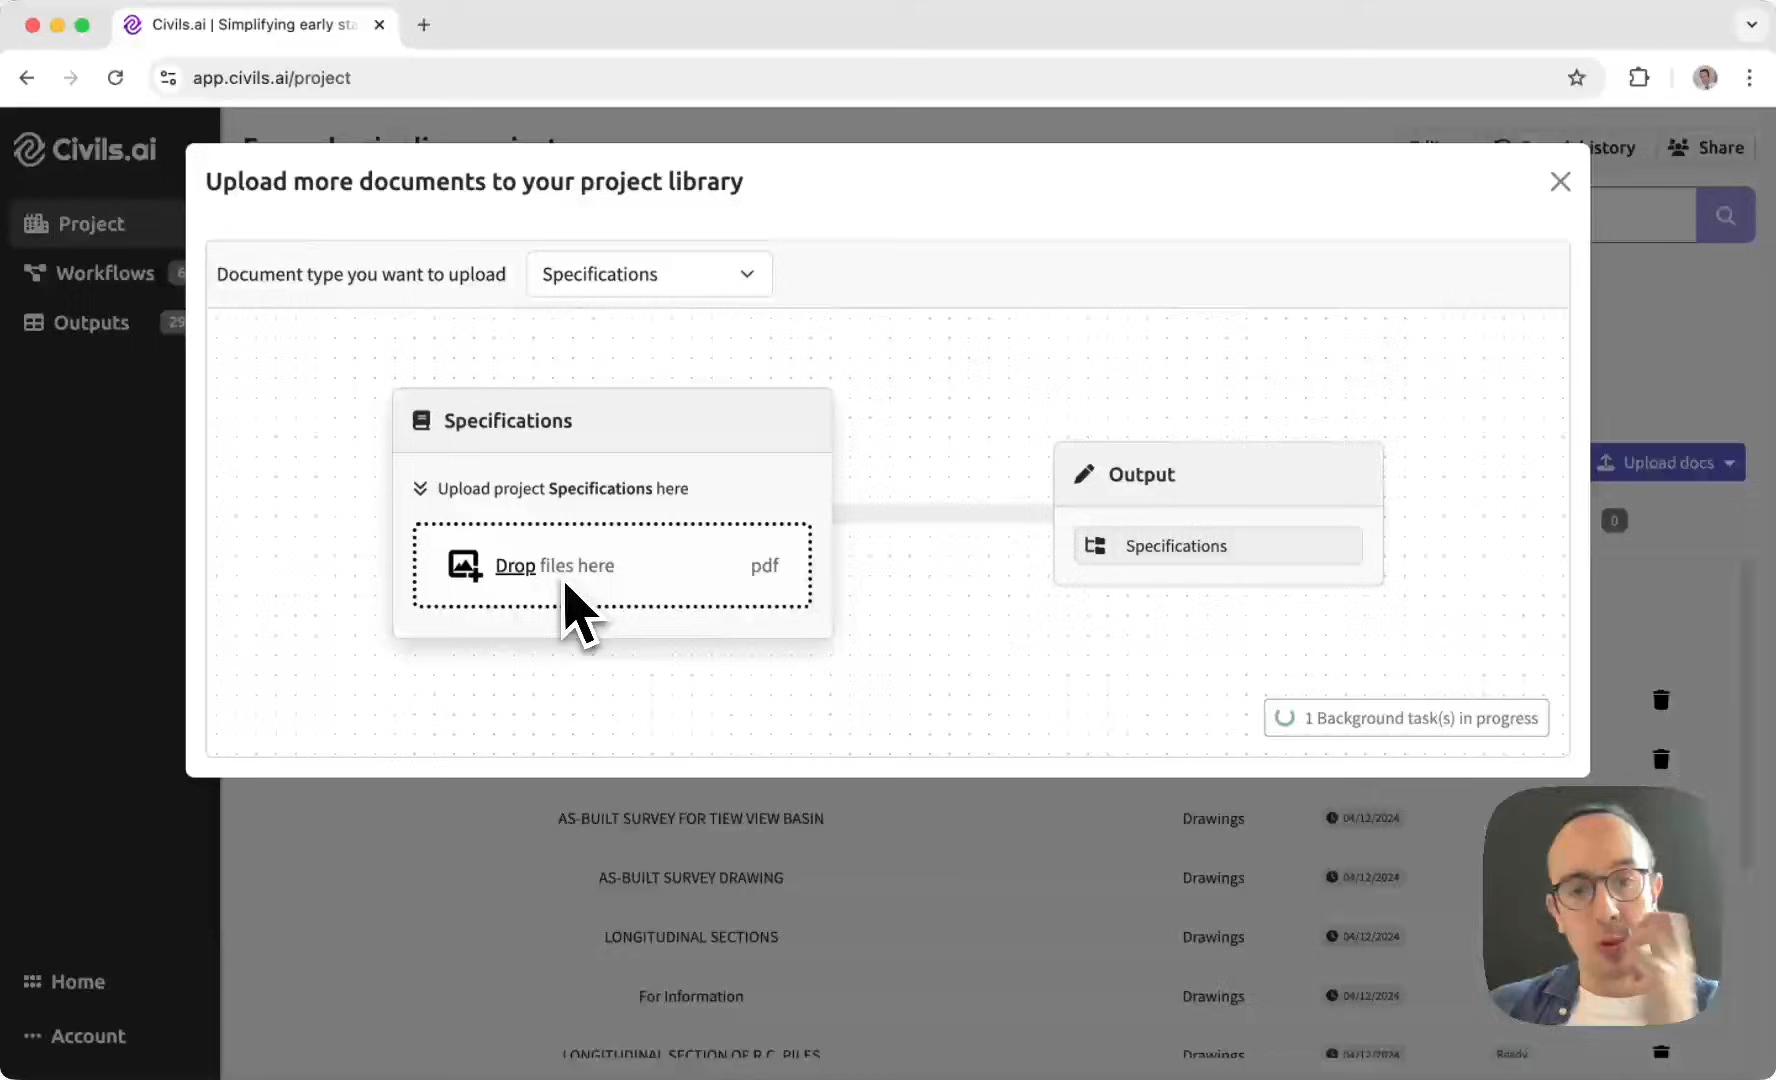 Civils.ai | Simplifying early sta
app.civils.ai/project
Civils.ai
Share
Upload more documents to your project library
Project
Workflows
Outputs
Document type you want to upload
Specifications
Specifications
Upload project Specifications here
Drop files here
pdf
Output
Specifications
Upload docs
0
1 Background task(s) in progress
AS-BUILT SURVEY FOR TIEW VIEW BASIN
Drawings
04/12/2024
AS-BUILT SURVEY DRAWING
Drawings
04/12/2024
LONGITUDINAL SECTIONS
Drawings
04/12/2024
Home
For Information
Drawings
04/12/2024
Account
LONGITUDINAL SECTION OF R.C. PILES
Drawings
04/12/2024
Ready